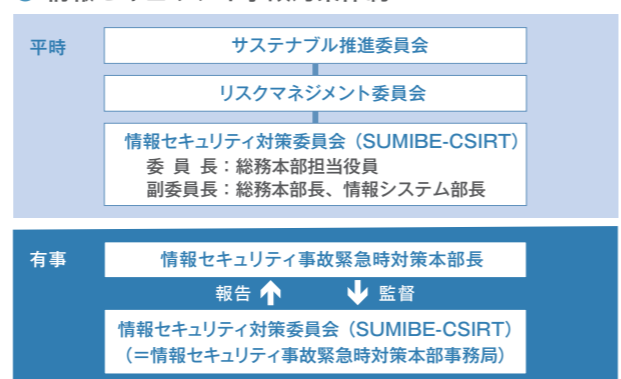 平時
サステナブル推進委員会
リスクマネジメント委員会
情報セキュリティ対策委員会（SUMIBE-CSIRT）
委 員 長：総務本部担当役員
副委員長：総務本部長、情報システム部長
有事
情報セキュリティ事故緊急時対策本部長
報告 監督
情報セキュリティ対策委員会（SUMIBE-CSIRT）
（＝情報セキュリティ事故緊急時対策本部事務局）